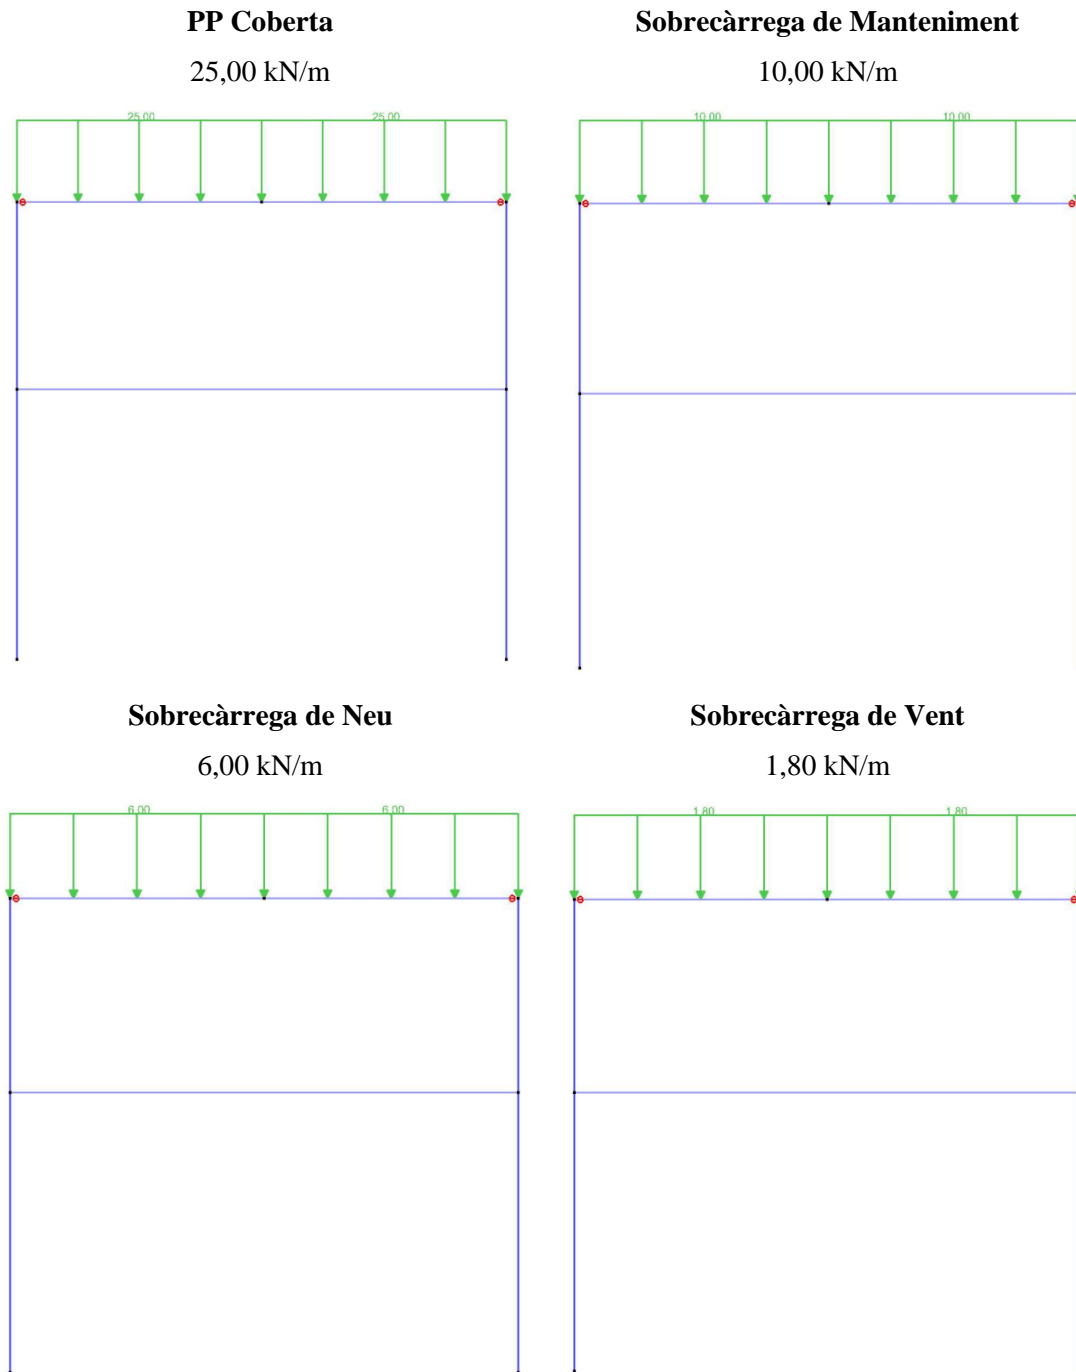 PP Coberta
25,00 kN/m
25.00 25.00
Sobrecàrrega de Manteniment
10,00 kN/m
10.00 10.00
Sobrecàrrega de Neu
6,00 kN/m
6.00 6.00
Sobrecàrrega de Vent
1,80 kN/m
1.80 1.80